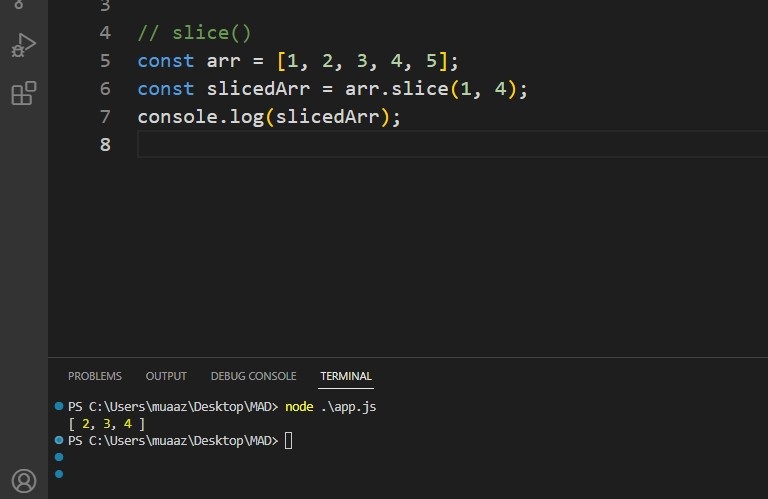 3
4 // slice()
5 const arr = [1, 2, 3, 4, 5];
6 const slicedArr = arr.slice(1, 4);
7 console.log(slicedArr);
8
PROBLEMS OUTPUT DEBUG CONSOLE TERMINAL
PS C:\Users\muaaz\Desktop\MAD> node .\app.js
[ 2, 3, 4 ]
PS C:\Users\muaaz\Desktop\MAD>